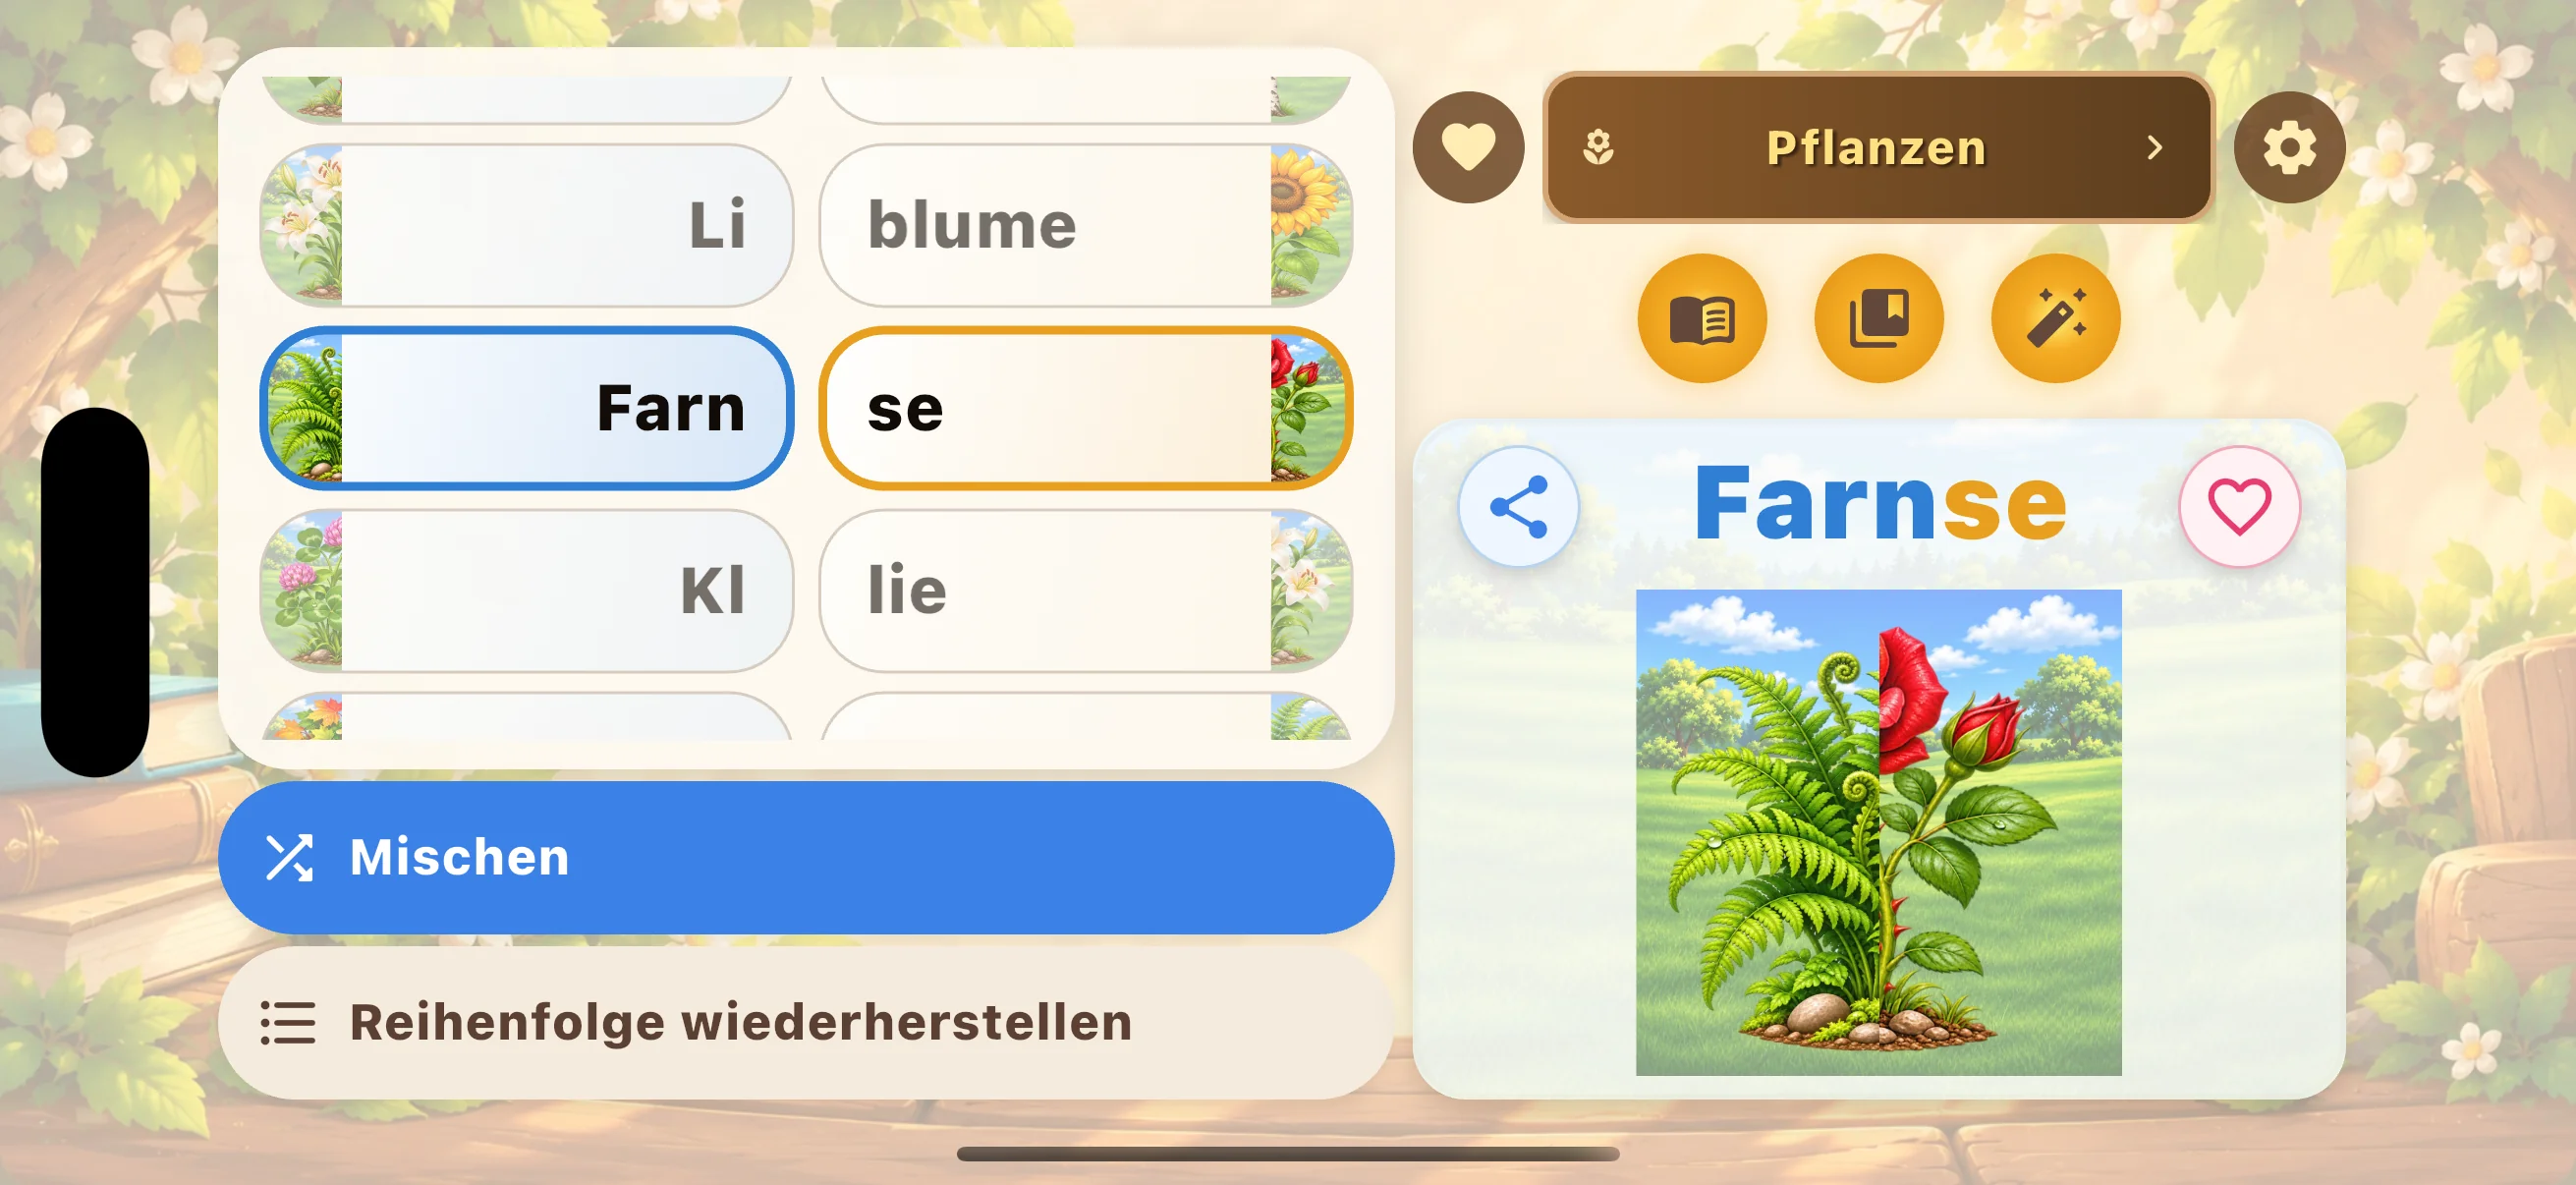 Li
blume
Farn
se
Kl
lie
Mischen
Reihenfolge wiederherstellen
Pflanzen
Farnse